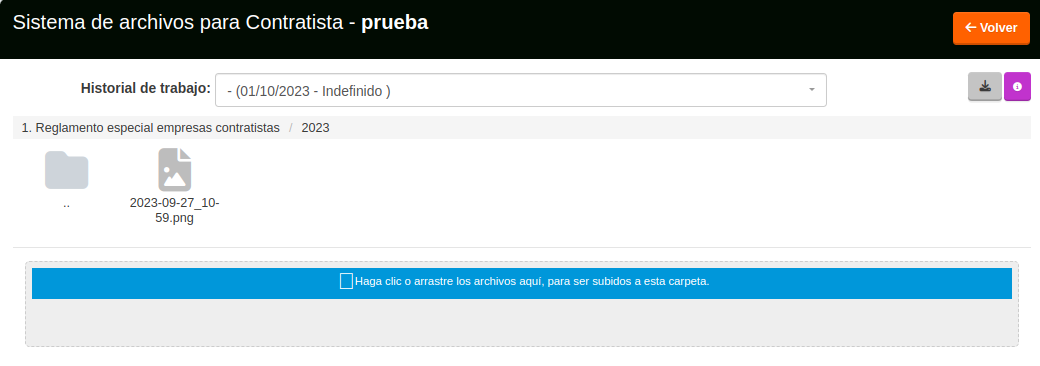 Sistema de archivos para Contratista - prueba
Volver
Historial de trabajo: - (01/10/2023 - Indefinido )
1. Reglamento especial empresas contratistas / 2023
..
2023-09-27_10-
59.png
Haga clic o arrastre los archivos aquí, para ser subidos a esta carpeta.